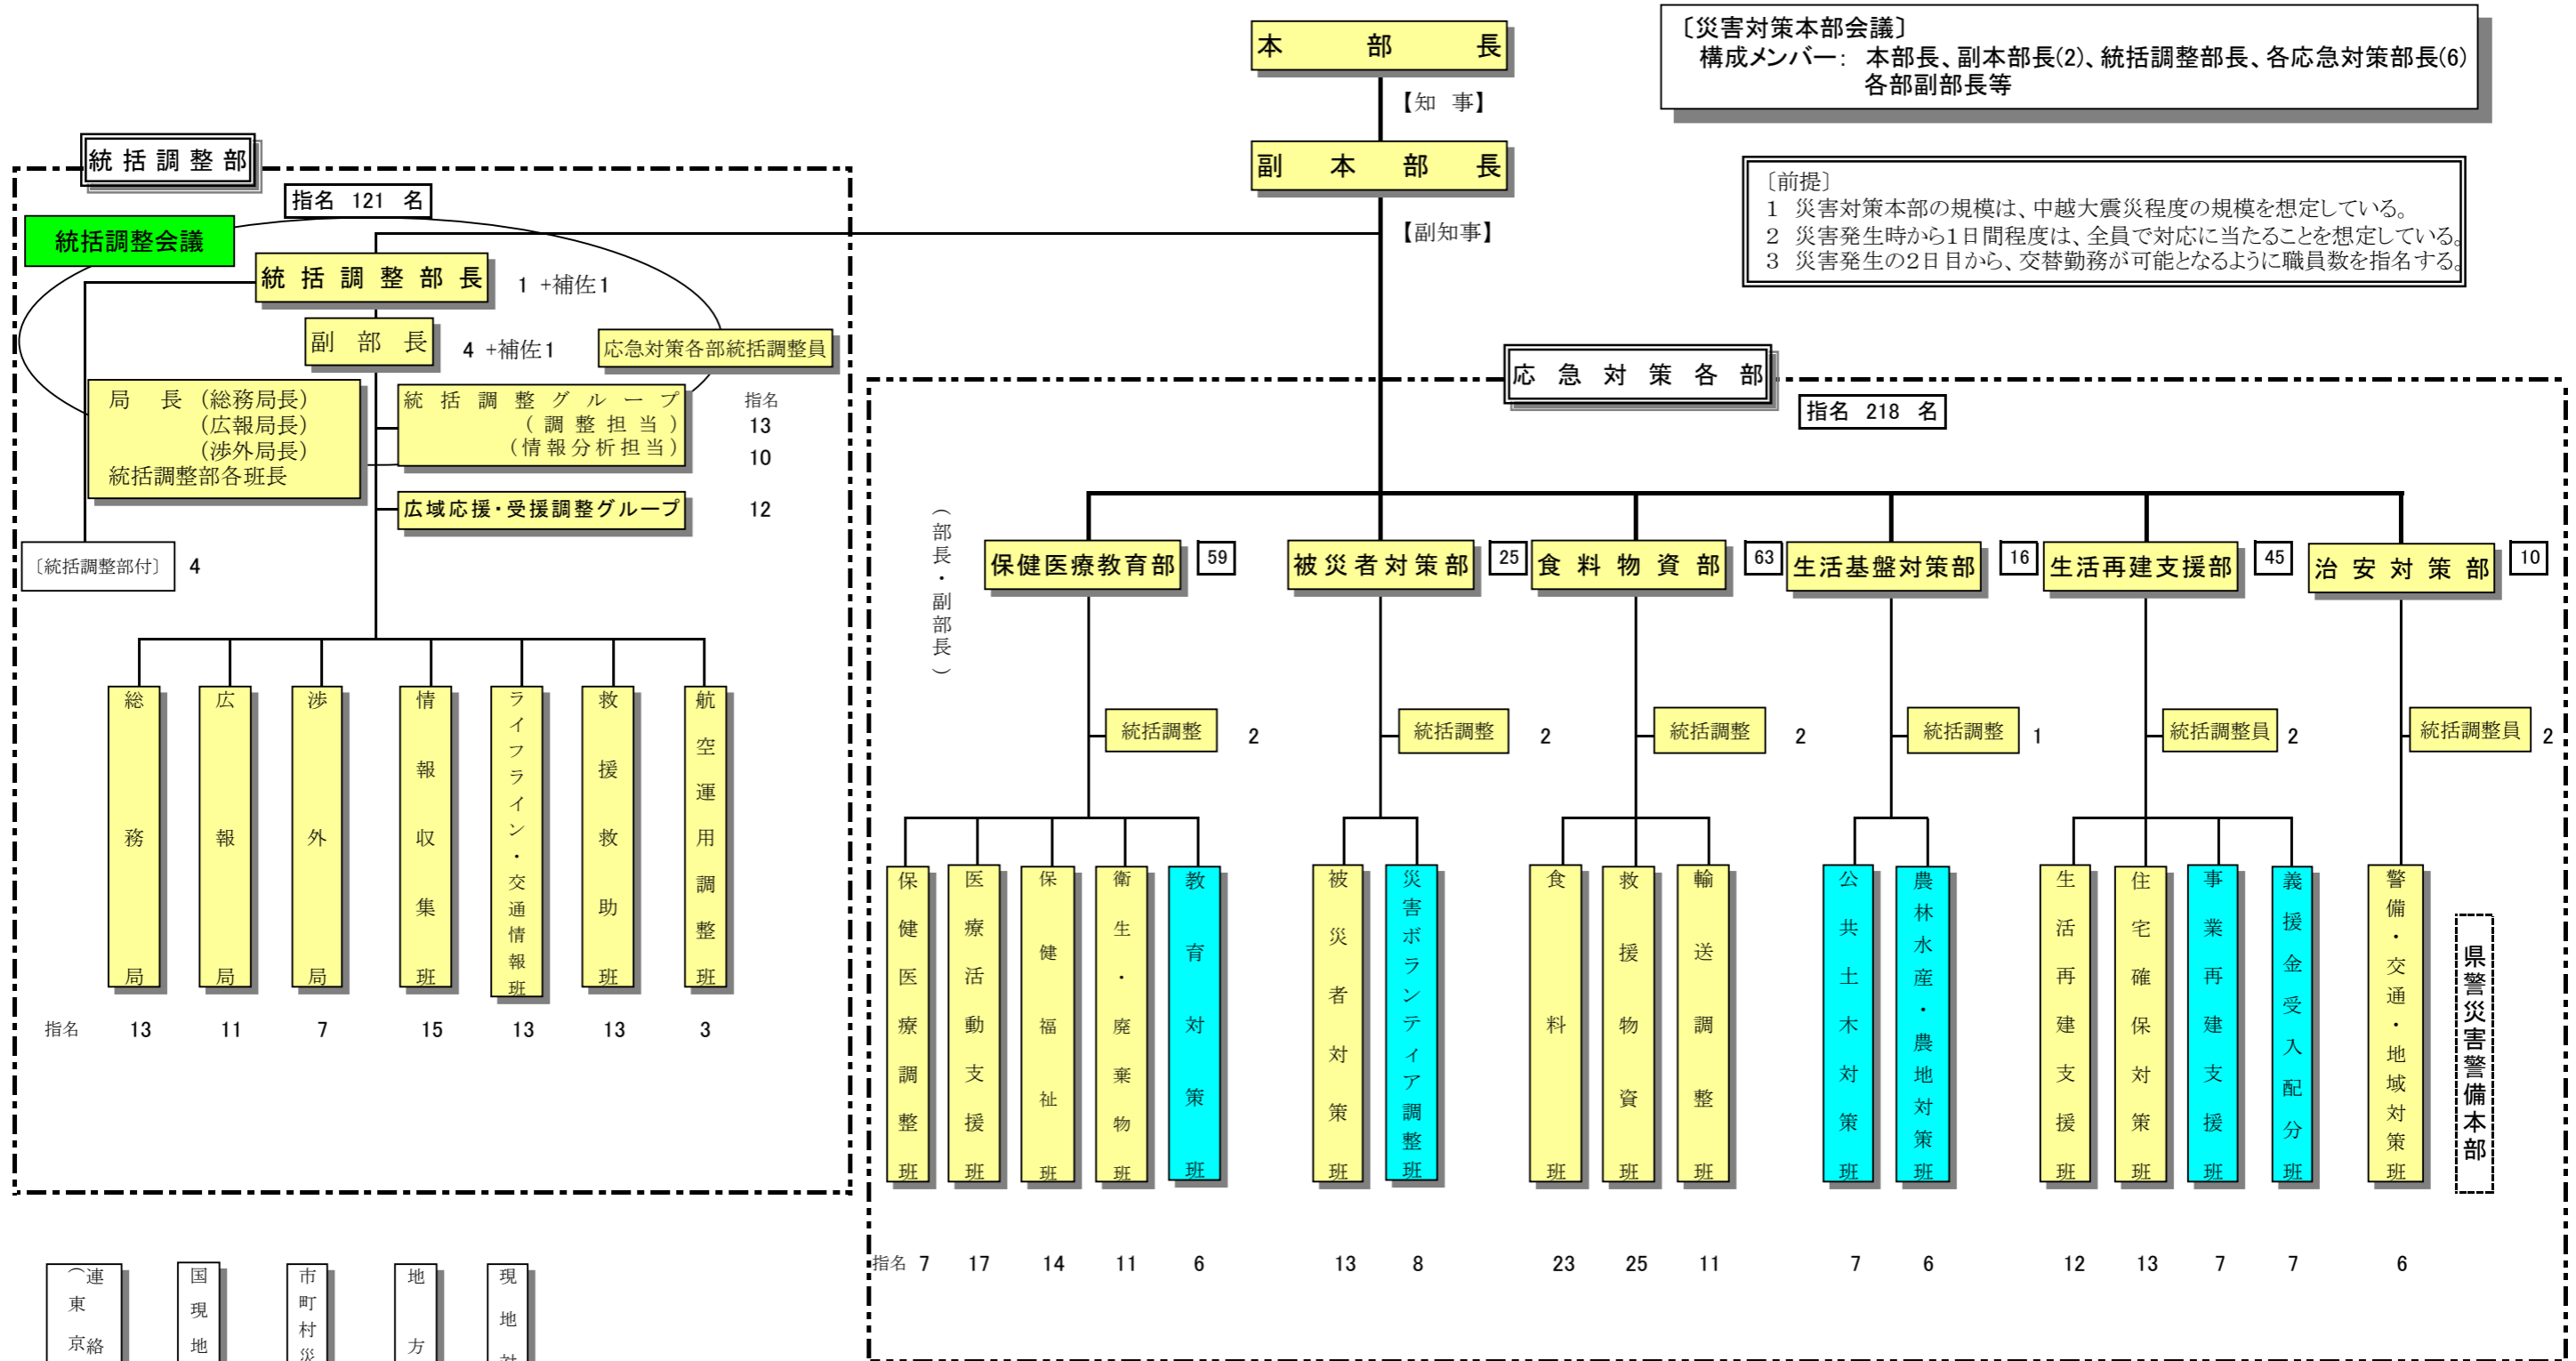 本部長
【知 事】
副本部長
【副知事】
〔災害対策本部会議〕
構成メンバー： 本部長、副本部長(2)、統括調整部長、各応急対策部長(6)
各部副部長等
〔前提〕
1 災害対策本部の規模は、中越大震災程度の規模を想定している。
2 災害発生時から1日間程度は、全員で対応に当たることを想定している。
3 災害発生の2日目から、交替勤務が可能となるように職員数を指名する。
統括調整部
指名 121 名
統括調整会議
統括調整部長
1 +補佐1
副部長
4 +補佐1
応急対策各部統括調整員
局 長 (総務局長)
(広報局長)
(渉外局長)
統括調整部各班長
統括調整グループ
(調整担当)
(情報分析担当)
指名
13
10
広域応援・受援調整グループ
12
〔統括調整部付〕
4
総務局
広報局
渉外局
情報収集班
ライフライン・交通情報班
救援救助班
航空運用調整班
指名 13 11 7 15 13 13 3
応急対策各部
指名 218 名
(部長・副部長)
保健医療教育部 59
被災者対策部 25
食料物資部 63
生活基盤対策部 16
生活再建支援部 45
治安対策部 10
統括調整 2
統括調整 2
統括調整 2
統括調整 1
統括調整員 2
統括調整員 2
保健医療調整班
医療活動支援班
保健福祉班
衛生・廃棄物班
教育対策班
被災者対策班
災害ボランティア調整班
食料班
救援物資班
輸送調整班
公共土木対策班
農林水産・農地対策班
生活再建支援班
住宅確保対策班
事業再建支援班
義援金受入配分班
警備・交通・地域対策班
県警災害警備本部
指名 7 17 14 11 6 13 8 23 25 11 7 6 12 13 7 7 6
連絡
(東京
国現地
市町村災
地方
現地対